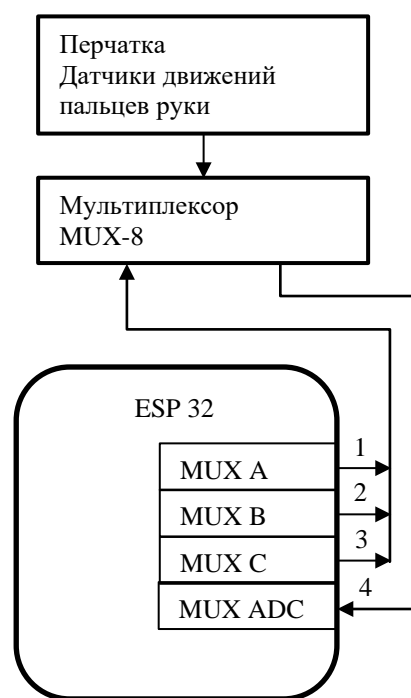 Перчатка
Датчики движений
пальцев руки
Мультиплексор
MUX-8
ESP 32
MUX A
1
MUX B
2
MUX C
3
MUX ADC
4